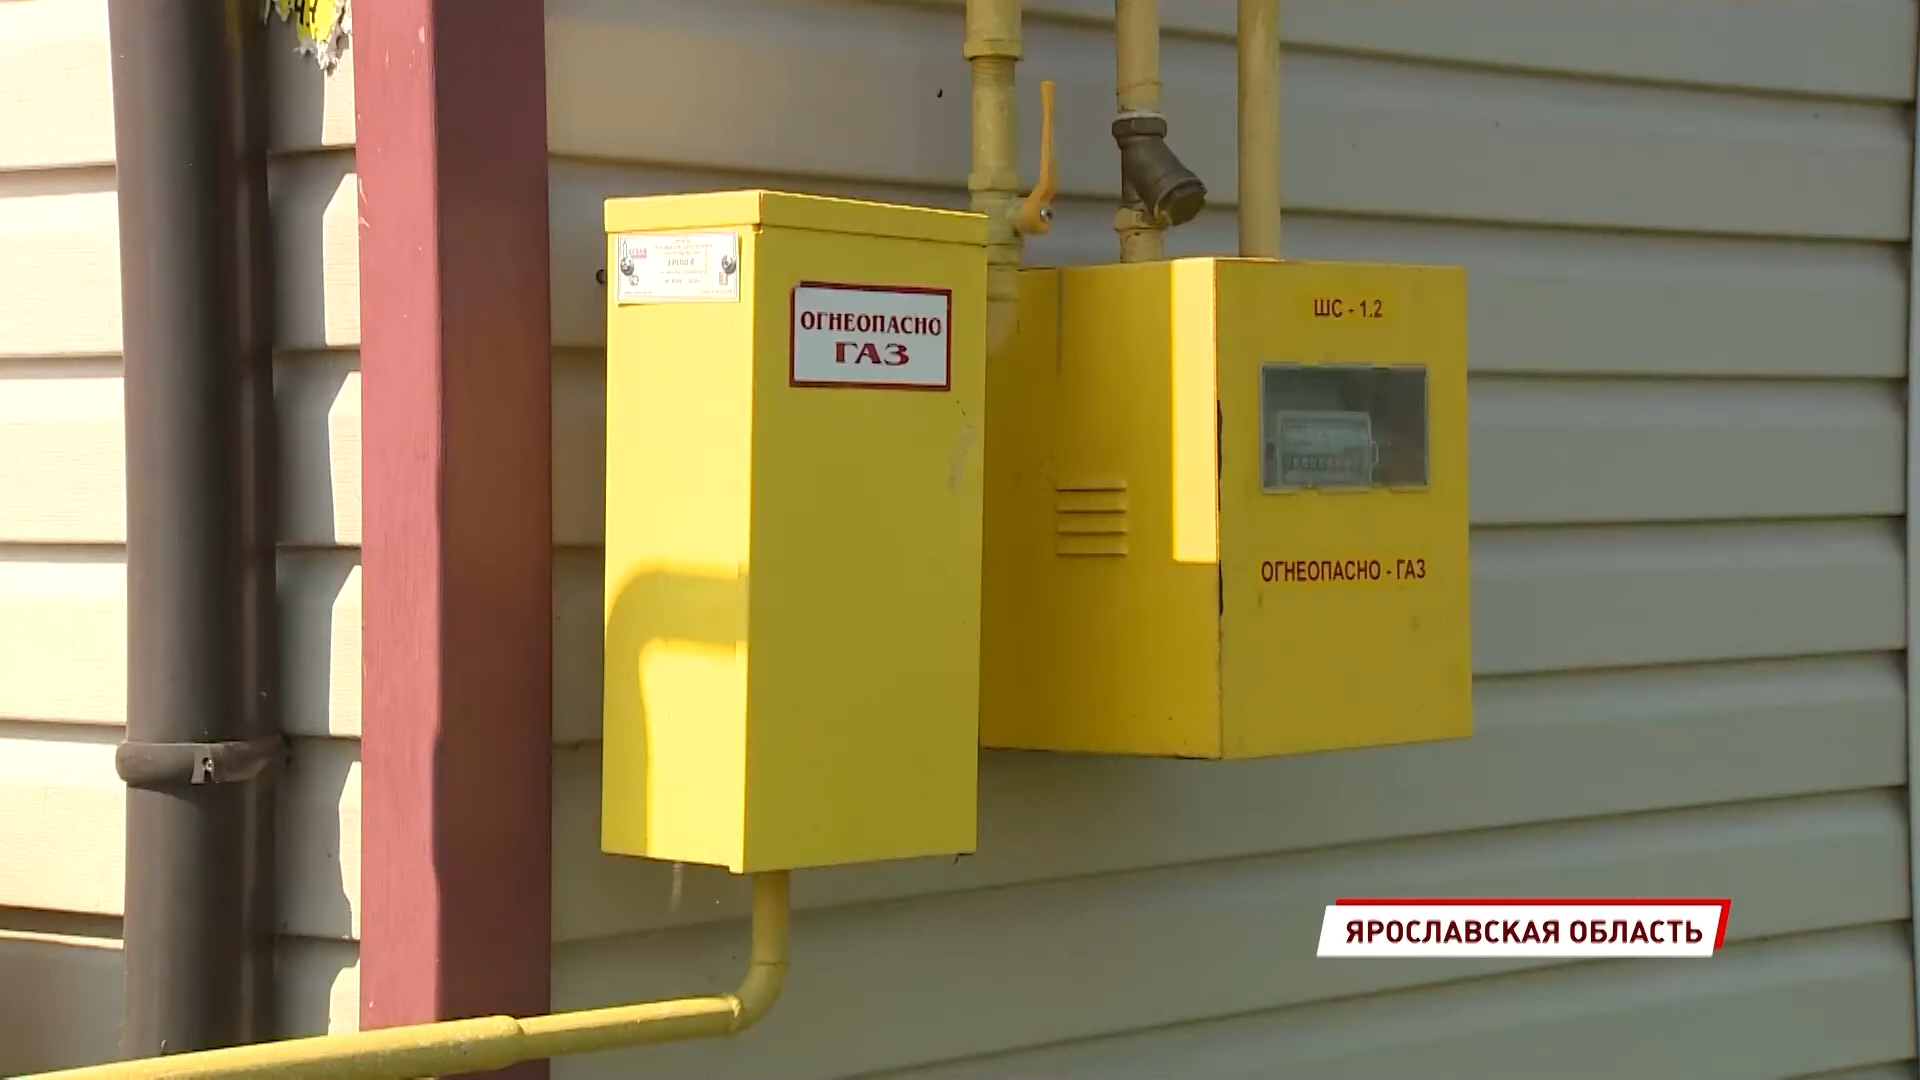 ОГНЕОПАСНО
ГАЗ
ШС - 1.2
ОГНЕОПАСНО - ГАЗ
ЯРОСЛАВСКАЯ ОБЛАСТЬ